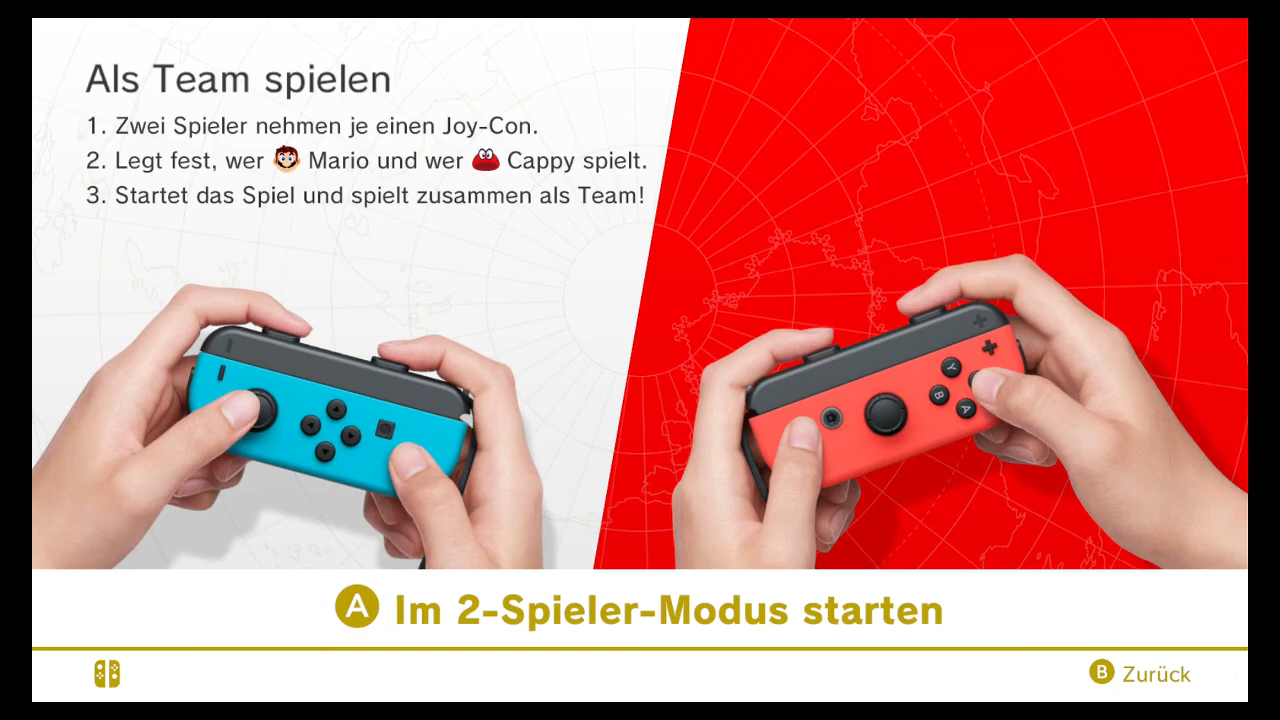 Als Team spielen
1. Zwei Spieler nehmen je einen Joy-Con.
2. Legt fest, wer Mario und wer Cappy spielt.
3. Startet das Spiel und spielt zusammen als Team!
Y
B
A
A Im 2-Spieler-Modus starten
B Zurück